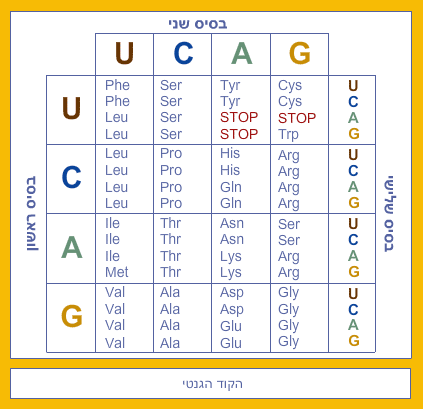 בסיס שני
U C A G
U Phe Ser Tyr Cys U
Phe Ser Tyr Cys C
Leu Ser STOP STOP A
Leu Ser STOP Trp G
C Leu Pro His Arg U
Leu Pro His Arg C
Leu Pro Gln Arg A
Leu Pro Gln Arg G
A Ile Thr Asn Ser U
Ile Thr Asn Ser C
Ile Thr Lys Arg A
Met Thr Lys Arg G
G Val Ala Asp Gly U
Val Ala Asp Gly C
Val Ala Glu Gly A
Val Ala Glu Gly G
בסיס ראשון
בסיס שלישי
הקוד הגנטי